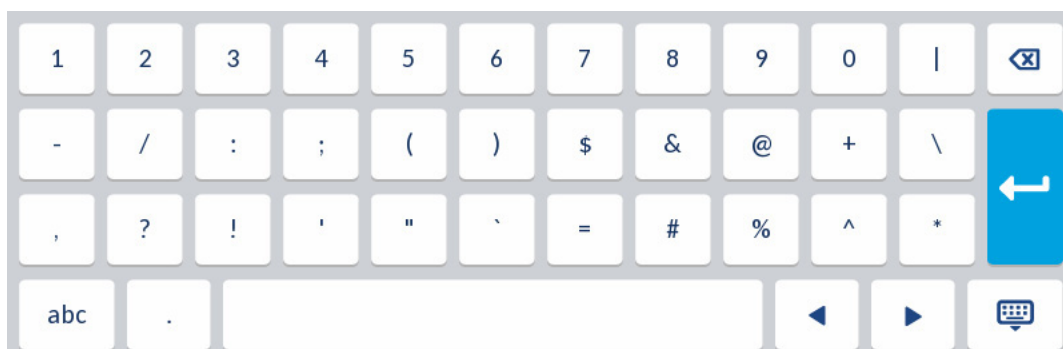 1 2 3 4 5 6 7 8 9 0 |
- / : ; ( ) $ & @ + \
, ? ! ' " ` = # % ^ *
abc .